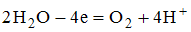 2H₂O − 4e = O₂ + 4H⁺